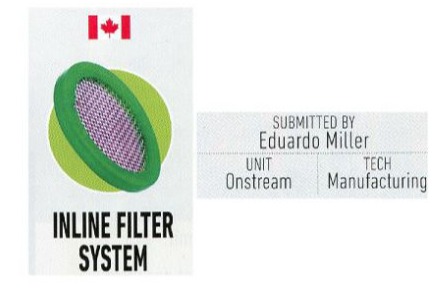 INLINE FILTER
SYSTEM
SUBMITTED BY
Eduardo Miller
UNIT
Onstream
TECH
Manufacturing